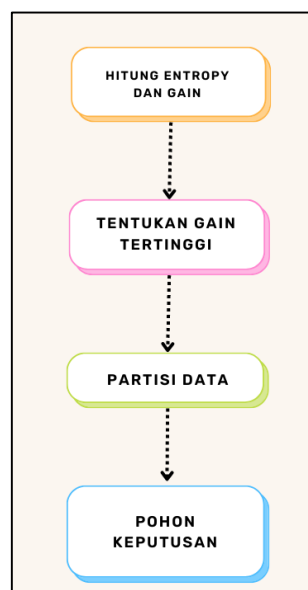 HITUNG ENTROPY
DAN GAIN
TENTUKAN GAIN
TERTINGGI
PARTISI DATA
POHON
KEPUTUSAN